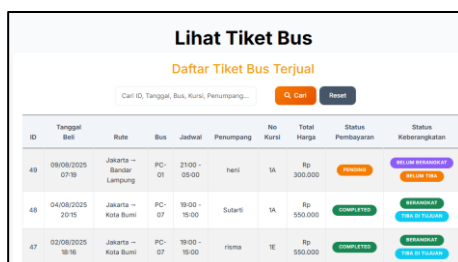 Lihat Tiket Bus
Daftar Tiket Bus Terjual
Cari ID, Tanggal, Bus, Kursi, Penumpang... Cari Reset
ID Tanggal Beli Rute Bus Jadwal Penumpang No Kursi Total Harga Status Pembayaran Status Keberangkatan
49 09/08/2025 07:19 Jakarta → Bandar Lampung PC-01 21:00 - 05:00 heni 1A Rp 300.000 PENDING BELUM BERANGKAT BELUM TIBA
48 04/08/2025 20:15 Jakarta → Kota Bumi PC-07 19:00 - 15:00 Sutarti 1A Rp 550.000 COMPLETED BERANGKAT TIBA DI TUJUAN
47 02/08/2025 18:16 Jakarta → Kota Bumi PC-07 19:00 - 15:00 risma 1E Rp 550.000 COMPLETED BERANGKAT TIBA DI TUJUAN